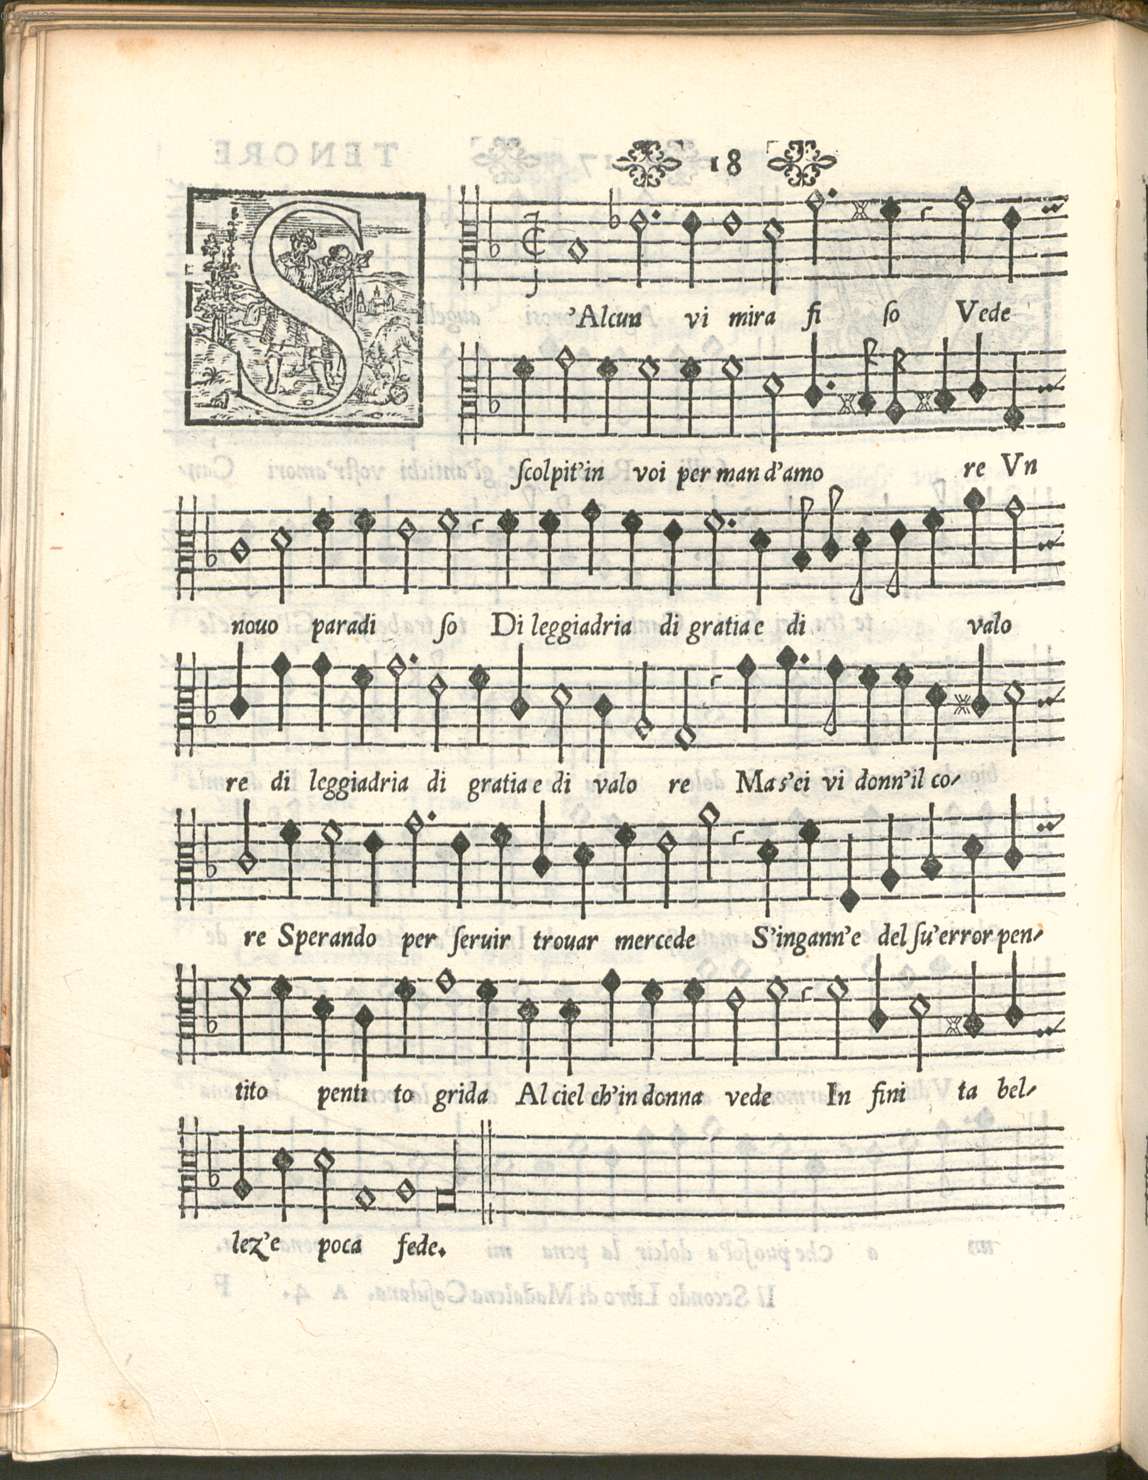 18
S
’Alcun vi mira fi ſo Vede
ſcolpit’in voi per man d’amo re Vn
nouo paradi ſo Di leggiadria di gratia e di valo
re di leggiadria di gratia e di valo re Ma s’ei vi donn’il co-
re Sperando per ſeruir trouar mercede S’ingann’e del ſu’error pen-
tito penti to grida Al ciel ch’in donna vede In fini ta bel-
lez’e poca fede.